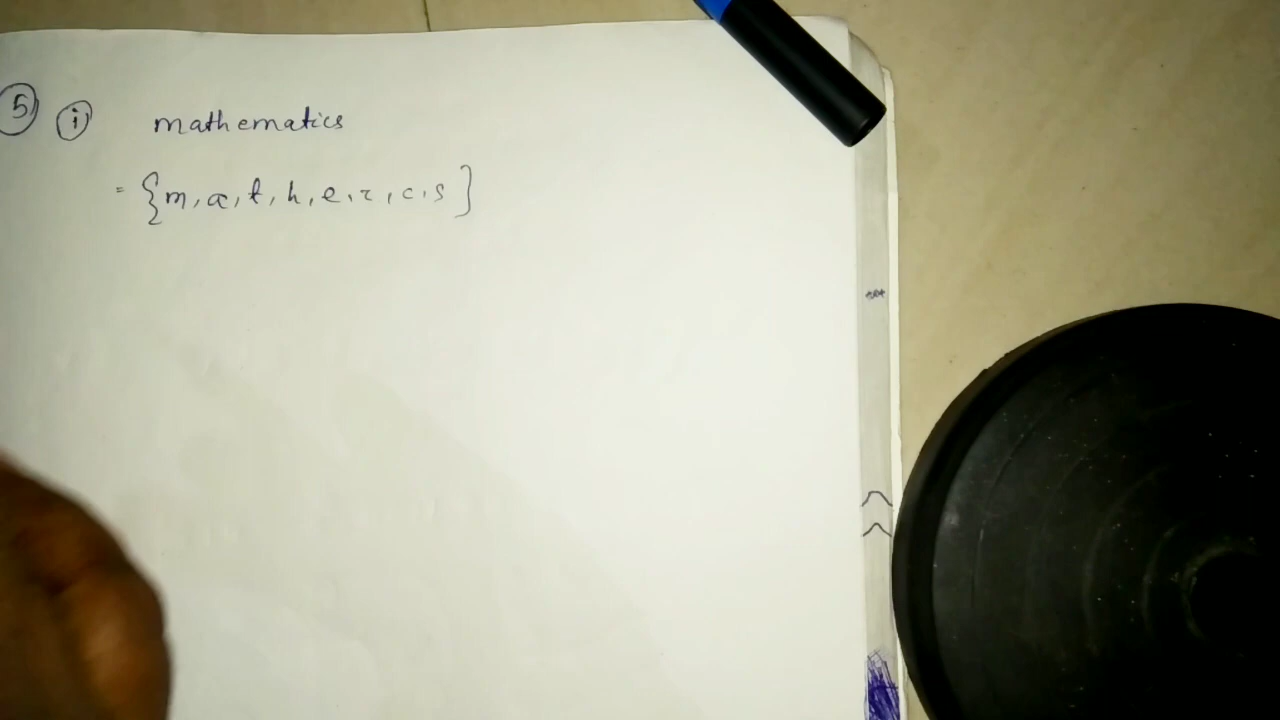 5 i mathematics
= {m, a, t, h, e, i, c, s}